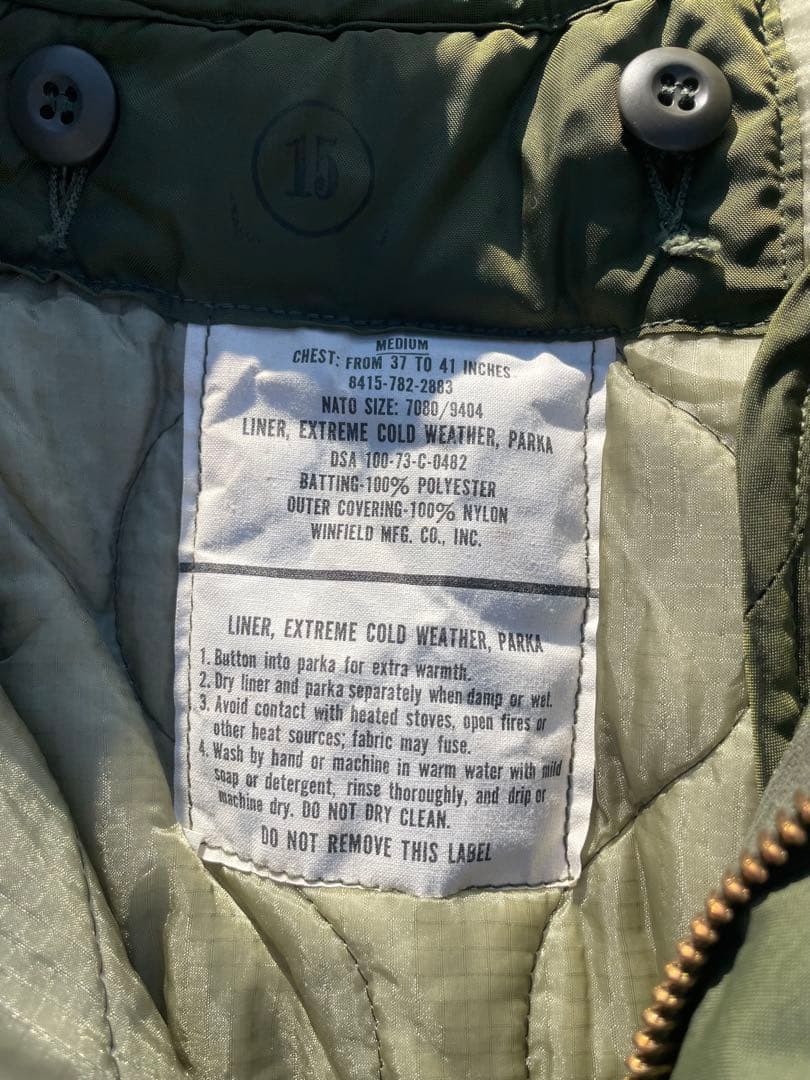 15
MEDIUM
CHEST: FROM 37 TO 41 INCHES
8415-782-2883
NATO SIZE: 7080/9404
LINER, EXTREME COLD WEATHER, PARKA
DSA 100-73-C-0482
BATTING-100% POLYESTER
OUTER COVERING-100% NYLON
WINFIELD MFG. CO., INC.
LINER, EXTREME COLD WEATHER, PARKA
1. Button into parka for extra warmth.
2. Dry liner and parka separately when damp or wet.
3. Avoid contact with heated stoves, open fires or
other heat sources; fabric may fuse.
4. Wash by hand or machine in warm water with mild
soap or detergent, rinse thoroughly, and drip or
machine dry. DO NOT DRY CLEAN.
DO NOT REMOVE THIS LABEL